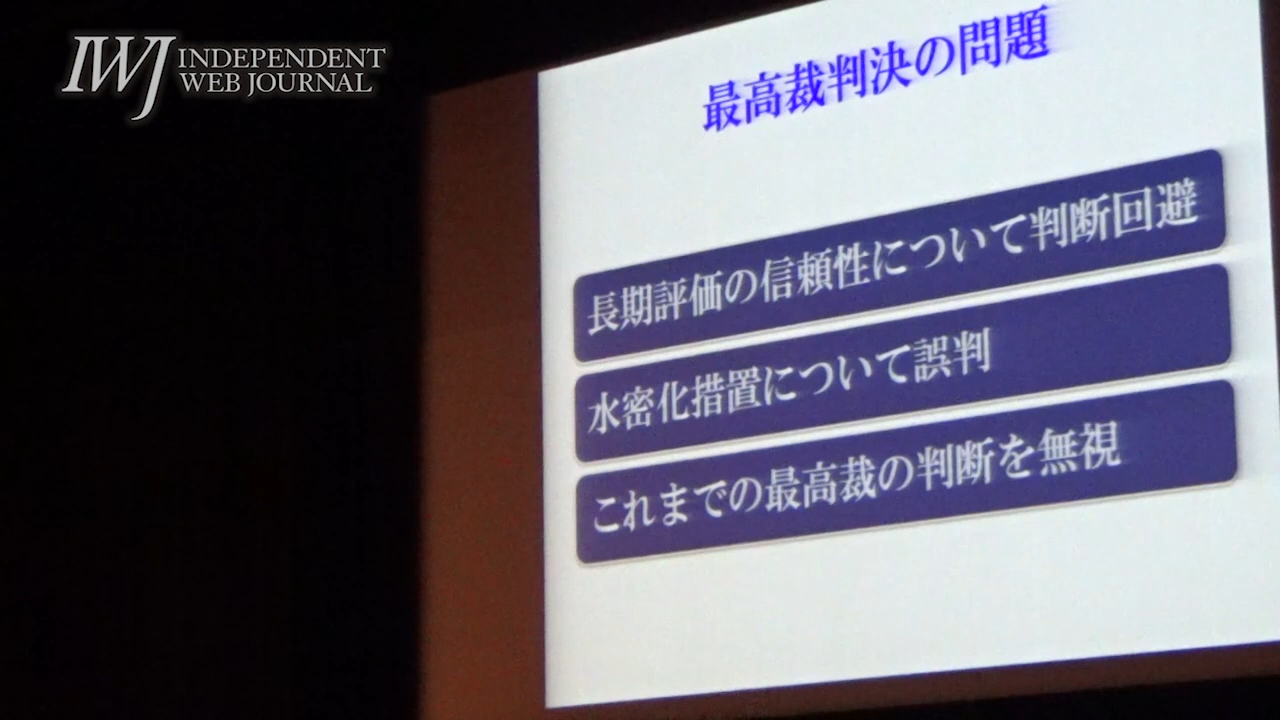 IWJ INDEPENDENT
WEB JOURNAL
最高裁判決の問題
長期評価の信頼性について判断回避
水密化措置について誤判
これまでの最高裁の判断を無視